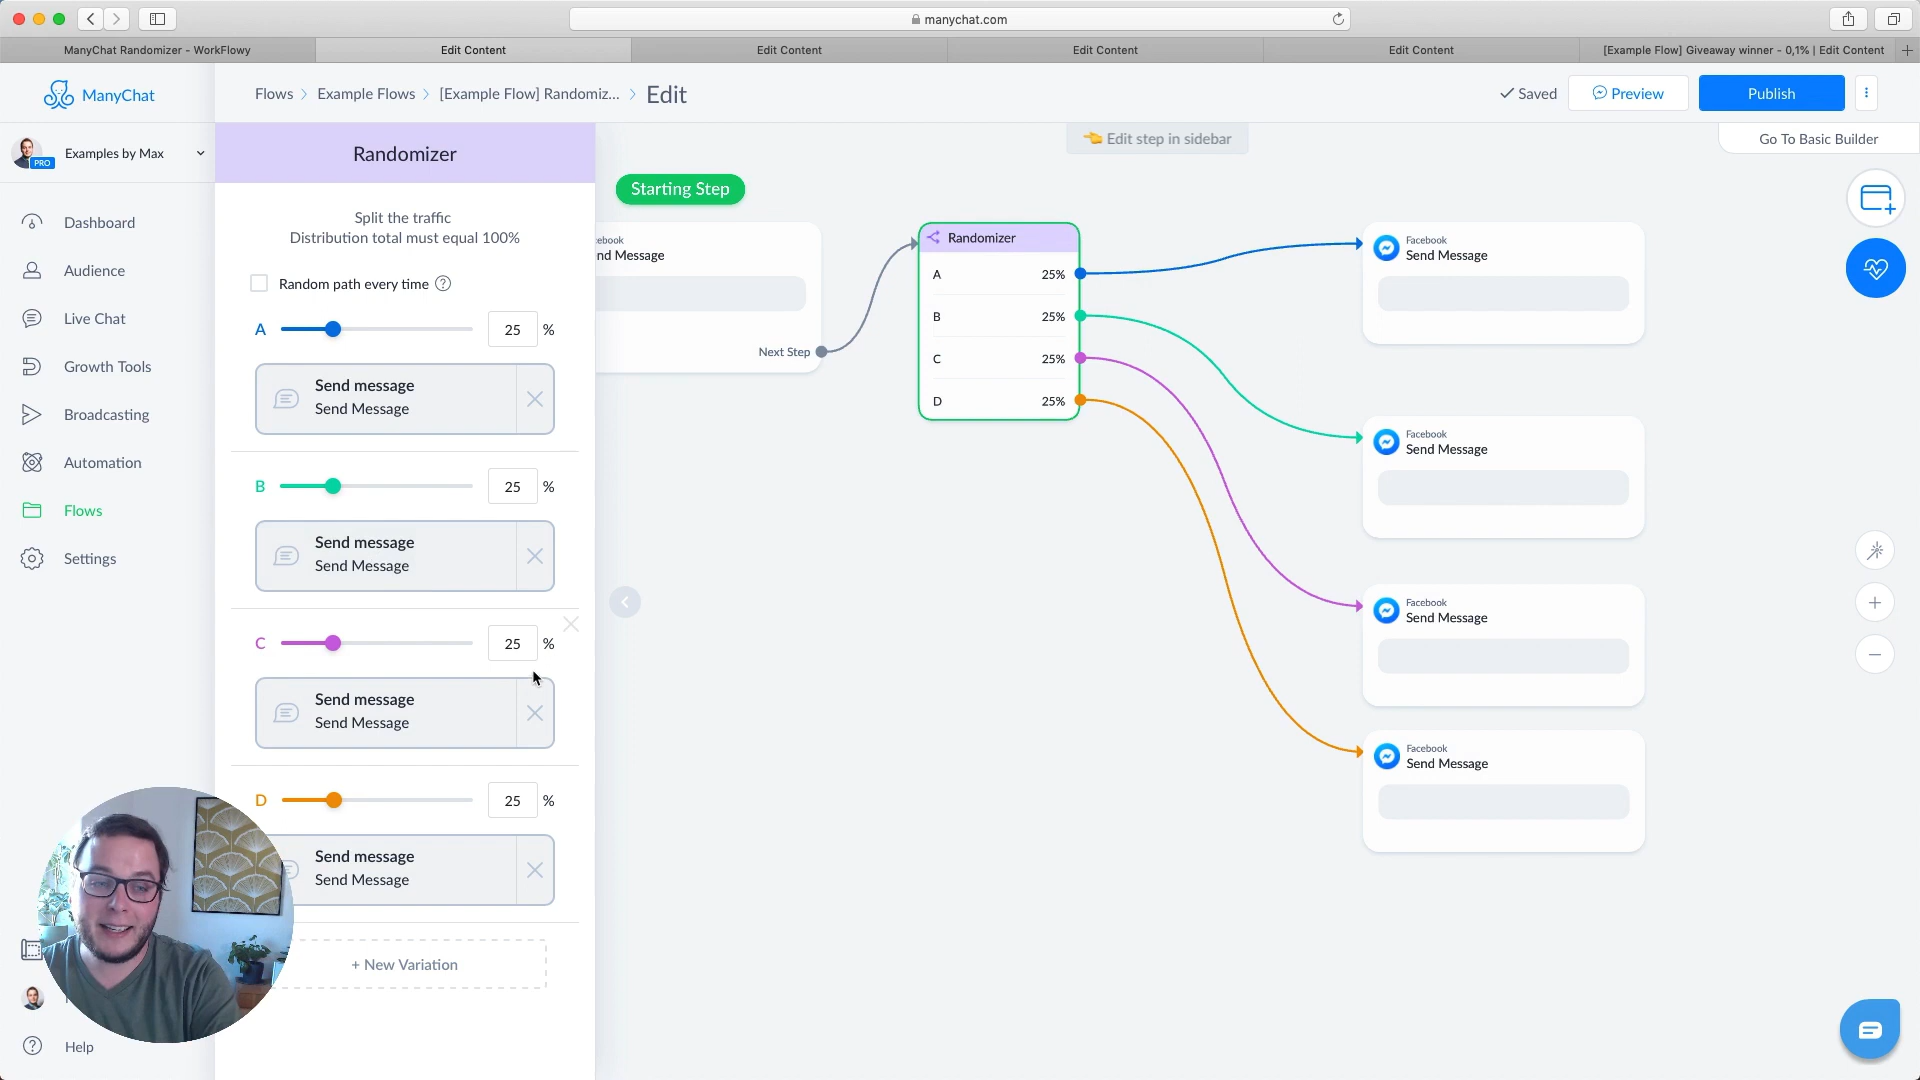 manychat.com
ManyChat Randomizer - WorkFlowy
Edit Content
Edit Content
Edit Content
Edit Content
[Example Flow] Giveaway winner - 0,1% | Edit Content
ManyChat
Flows
Example Flows
[Example Flow] Randomiz...
Edit
Saved
Preview
Publish
PRO
Examples by Max
Dashboard
Audience
Live Chat
Growth Tools
Broadcasting
Automation
Flows
Settings
Help
Randomizer
Split the traffic
Distribution total must equal 100%
Random path every time ?
A 25 %
Send message
Send Message
B 25 %
Send message
Send Message
C 25 %
Send message
Send Message
D 25 %
Send message
Send Message
+ New Variation
Edit step in sidebar
Go To Basic Builder
Starting Step
ebook
nd Message
Next Step
Randomizer
A 25%
B 25%
C 25%
D 25%
Facebook
Send Message
Facebook
Send Message
Facebook
Send Message
Facebook
Send Message